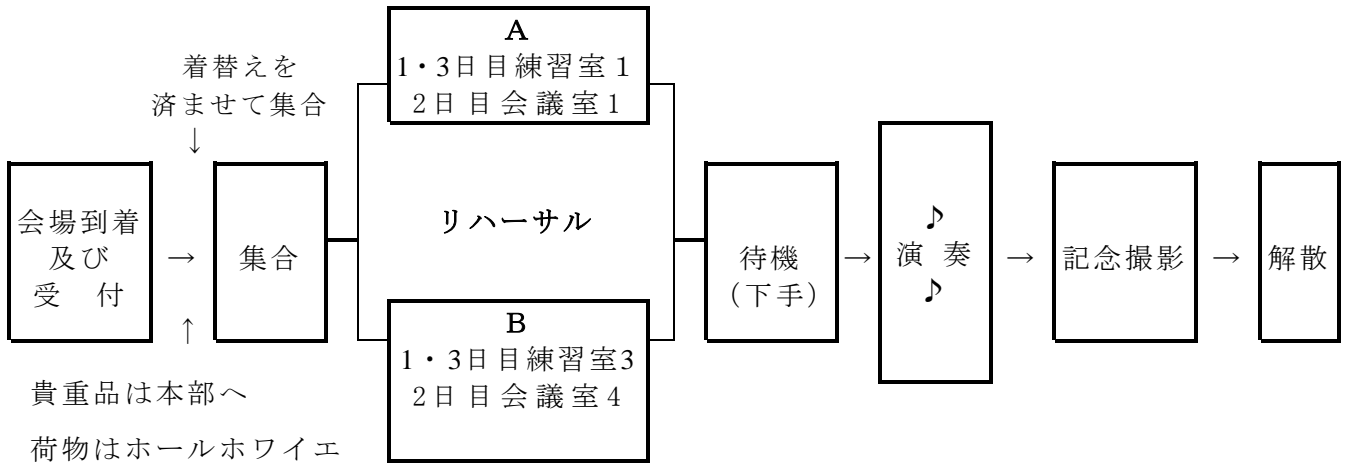 着替えを
済ませて集合
↓
会場到着
及び
受　付
→
集合
A
1・3日目練習室1
2日目会議室1
リハーサル
B
1・3日目練習室3
2日目会議室4
待機
(下手)
→
♪
演　奏
♪
→
記念撮影
→
解散
↑
貴重品は本部へ
荷物はホールホワイエ